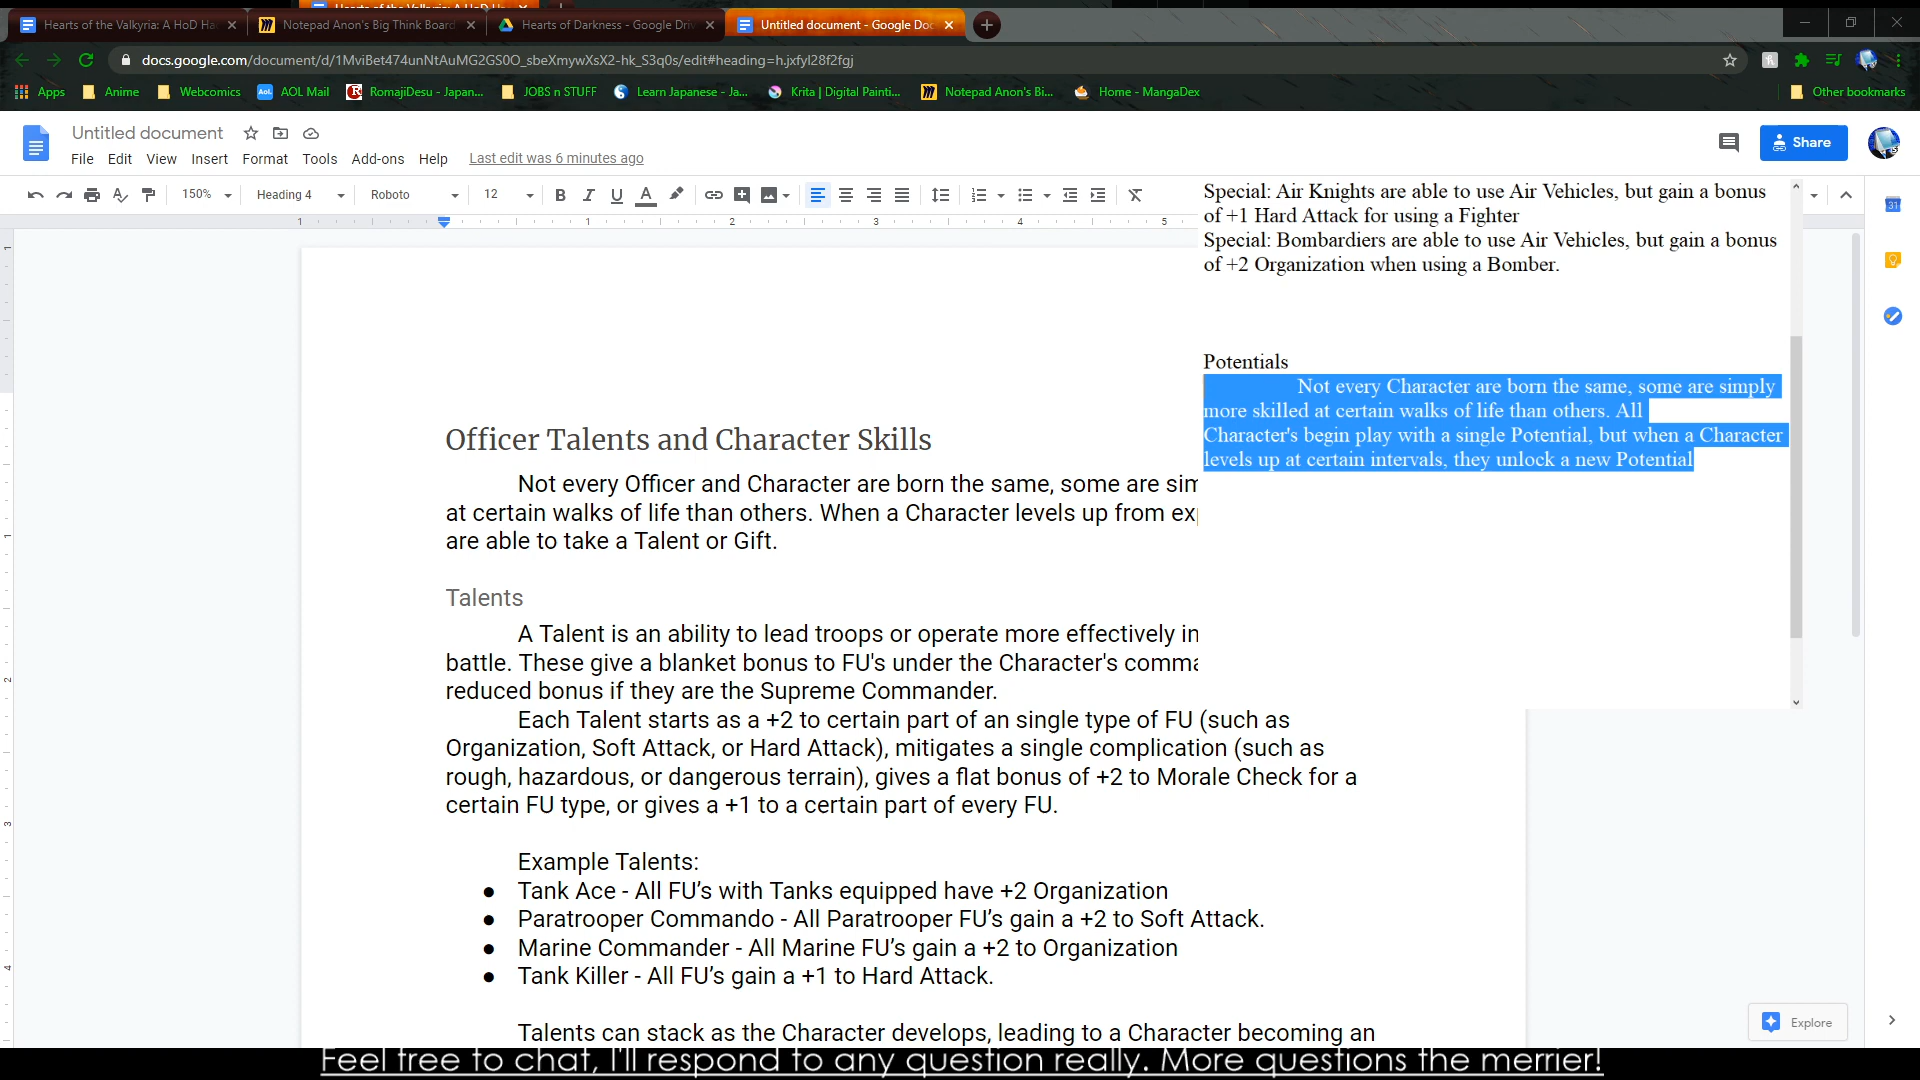 Hearts of the Valkyria: A HoD Ha
Notepad Anon's Big Think Board
Hearts of Darkness - Google Driv
Untitled document - Google Doc
docs.google.com/document/d/1MviBet474unNtAuMG2GS0O_sbeXmywXsX2-hk_S3q0s/edit#heading=h.jxfyl28f2fgj
Apps
Anime
Webcomics
AOL Mail
RomajiDesu - Japan...
JOBS n STUFF
Learn Japanese - Ja...
Krita | Digital Painti...
Notepad Anon's Bi...
Home - MangaDex
Other bookmarks
Untitled document
File Edit View Insert Format Tools Add-ons Help Last edit was 6 minutes ago
Share
150% Heading 4 Roboto 12
B I U A
1 1 2 3 4 5
Special: Air Knights are able to use Air Vehicles, but gain a bonus
of +1 Hard Attack for using a Fighter
Special: Bombardiers are able to use Air Vehicles, but gain a bonus
of +2 Organization when using a Bomber.
Potentials
Not every Character are born the same, some are simply
more skilled at certain walks of life than others. All
Character's begin play with a single Potential, but when a Character
levels up at certain intervals, they unlock a new Potential
Officer Talents and Character Skills
Not every Officer and Character are born the same, some are sim
at certain walks of life than others. When a Character levels up from ex
are able to take a Talent or Gift.
Talents
A Talent is an ability to lead troops or operate more effectively in
battle. These give a blanket bonus to FU's under the Character's comma
reduced bonus if they are the Supreme Commander.
Each Talent starts as a +2 to certain part of an single type of FU (such as
Organization, Soft Attack, or Hard Attack), mitigates a single complication (such as
rough, hazardous, or dangerous terrain), gives a flat bonus of +2 to Morale Check for a
certain FU type, or gives a +1 to a certain part of every FU.
Example Talents:
● Tank Ace - All FU’s with Tanks equipped have +2 Organization
● Paratrooper Commando - All Paratrooper FU’s gain a +2 to Soft Attack.
● Marine Commander - All Marine FU’s gain a +2 to Organization
● Tank Killer - All FU’s gain a +1 to Hard Attack.
Talents can stack as the Character develops, leading to a Character becoming an
Explore
Feel free to chat, I'll respond to any question really. More questions the merrier!